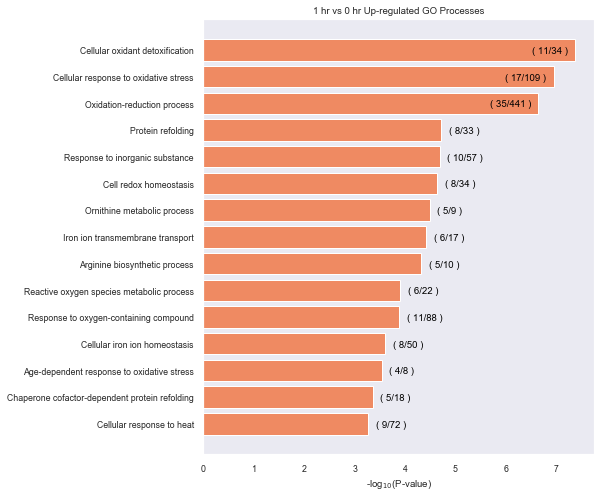 1 hr vs 0 hr Up-regulated GO Processes
Cellular oxidant detoxification ( 11/34 )
Cellular response to oxidative stress ( 17/109 )
Oxidation-reduction process ( 35/441 )
Protein refolding ( 8/33 )
Response to inorganic substance ( 10/57 )
Cell redox homeostasis ( 8/34 )
Ornithine metabolic process ( 5/9 )
Iron ion transmembrane transport ( 6/17 )
Arginine biosynthetic process ( 5/10 )
Reactive oxygen species metabolic process ( 6/22 )
Response to oxygen-containing compound ( 11/88 )
Cellular iron ion homeostasis ( 8/50 )
Age-dependent response to oxidative stress ( 4/8 )
Chaperone cofactor-dependent protein refolding ( 5/18 )
Cellular response to heat ( 9/72 )
0 1 2 3 4 5 6 7
-log₁₀(P-value)